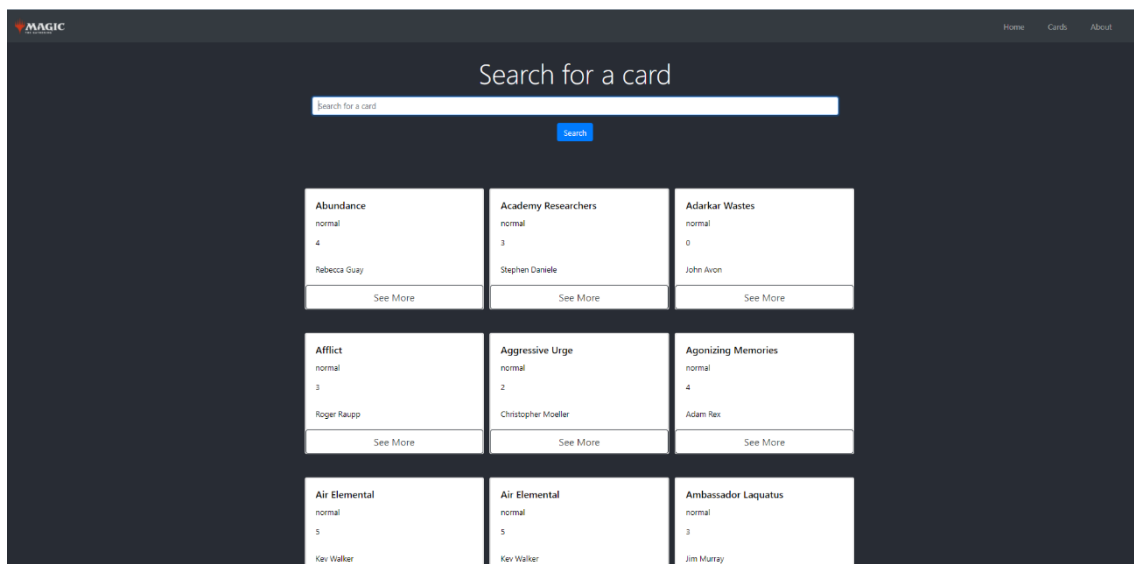 MAGIC
Home Cards About
Search for a card
Search for a card
Search
Abundance
normal
4
Rebecca Guay
See More
Academy Researchers
normal
3
Stephen Daniele
See More
Adarkar Wastes
normal
0
John Avon
See More
Afflict
normal
3
Roger Raupp
See More
Aggressive Urge
normal
2
Christopher Moeller
See More
Agonizing Memories
normal
4
Adam Rex
See More
Air Elemental
normal
5
Kev Walker
Air Elemental
normal
5
Kev Walker
Ambassador Laquatus
normal
3
Jim Murray